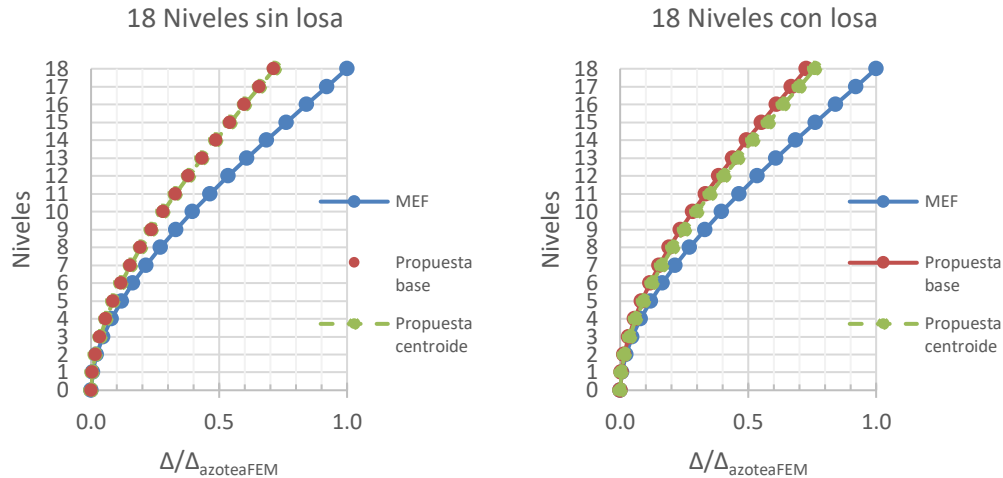 18 Niveles sin losa
Niveles
18
17
16
15
14
13
12
11
10
9
8
7
6
5
4
3
2
1
0
0.0 0.5 1.0
Δ/ΔazoteaFEM
MEF
Propuesta
base
Propuesta
centroide
18 Niveles con losa
Niveles
18
17
16
15
14
13
12
11
10
9
8
7
6
5
4
3
2
1
0
0.0 0.5 1.0
Δ/ΔazoteaFEM
MEF
Propuesta
base
Propuesta
centroide